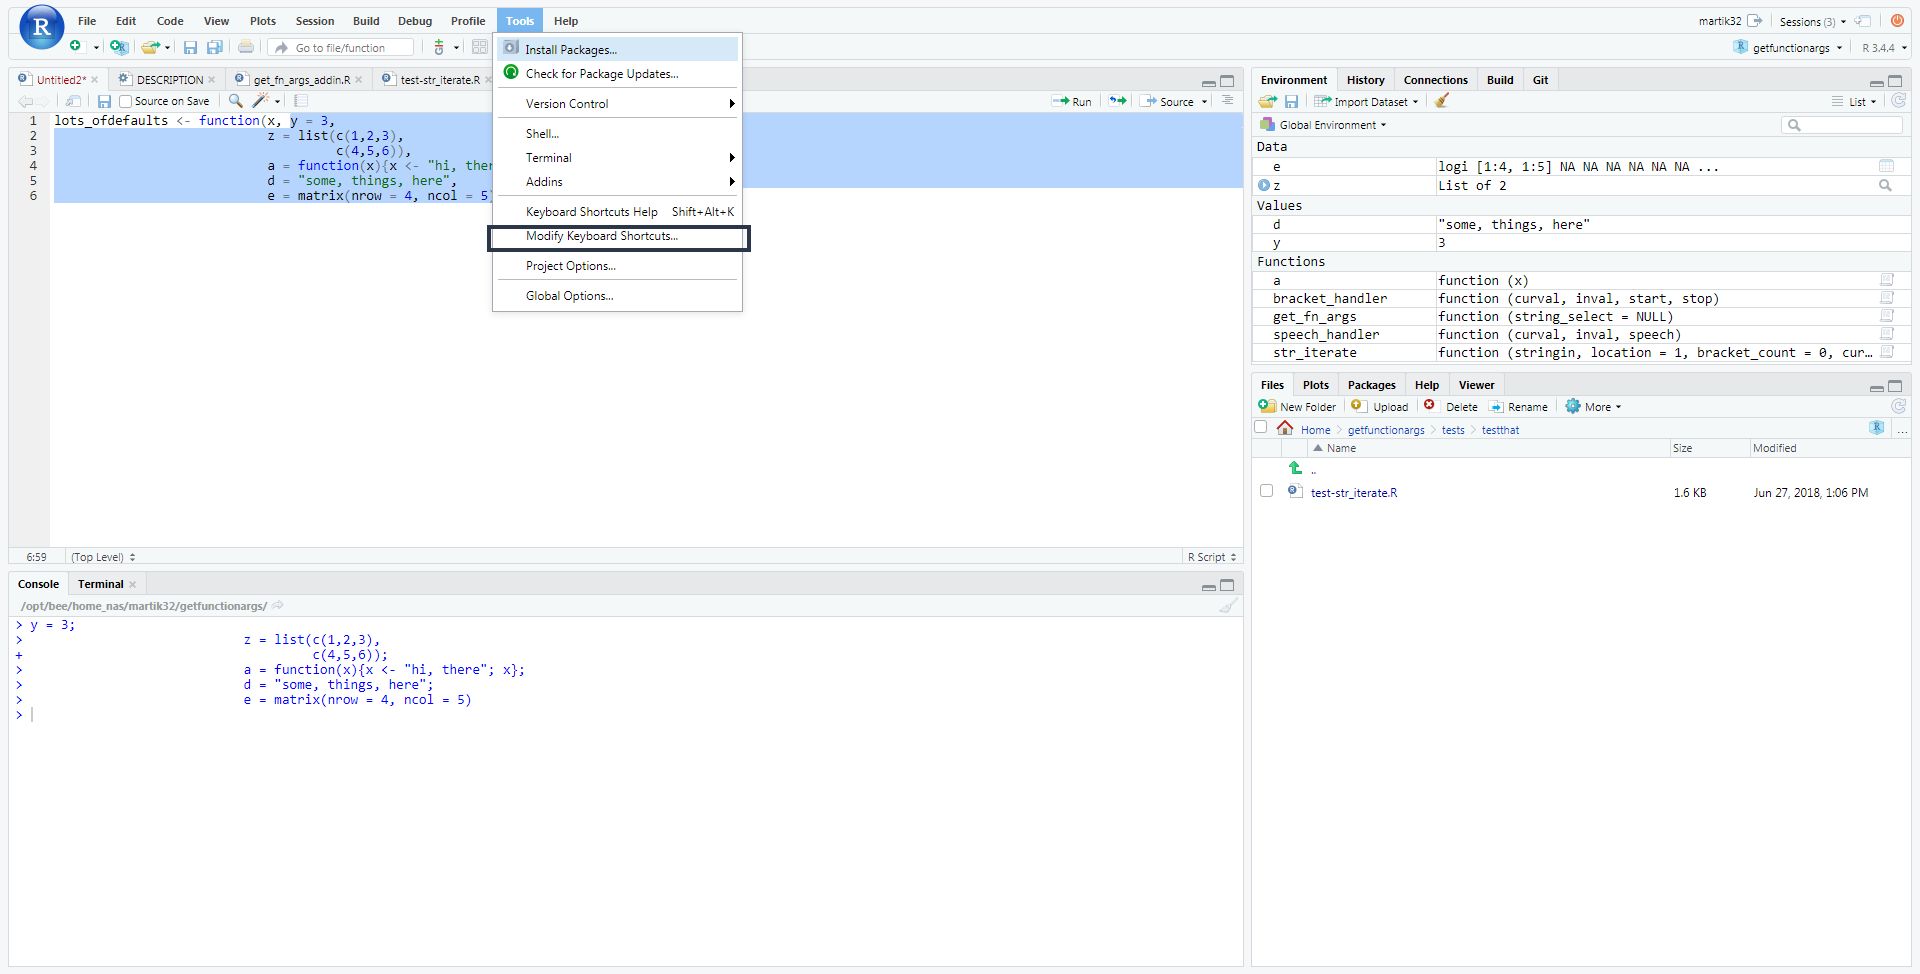 R File Edit Code View Plots Session Build Debug Profile Tools Help martik32 Sessions (3)
Go to file/function getfunctionargs R 3.4.4
Untitled2* DESCRIPTION get_fn_args_addin.R test-str_iterate.R
Source on Save Run Source
1 lots_ofdefaults <- function(x, y = 3,
2 z = list(c(1,2,3),
3 c(4,5,6)),
4 a = function(x){x <- "hi, ther
5 d = "some, things, here",
6 e = matrix(nrow = 4, ncol = 5)
6:59 (Top Level) R Script
Install Packages...
Check for Package Updates...
Version Control
Shell...
Terminal
Addins
Keyboard Shortcuts Help Shift+Alt+K
Modify Keyboard Shortcuts...
Project Options...
Global Options...
Console Terminal
/opt/bee/home_nas/martik32/getfunctionargs/
> y = 3;
> z = list(c(1,2,3),
+ c(4,5,6));
> a = function(x){x <- "hi, there"; x};
> d = "some, things, here";
> e = matrix(nrow = 4, ncol = 5)
>
Environment History Connections Build Git
Import Dataset List
Global Environment
Data
e logi [1:4, 1:5] NA NA NA NA NA NA ...
z List of 2
Values
d "some, things, here"
y 3
Functions
a function (x)
bracket_handler function (curval, inval, start, stop)
get_fn_args function (string_select = NULL)
speech_handler function (curval, inval, speech)
str_iterate function (stringin, location = 1, bracket_count = 0, cur…
Files Plots Packages Help Viewer
New Folder Upload Delete Rename More
Home getfunctionargs tests testthat ...
Name Size Modified
..
test-str_iterate.R 1.6 KB Jun 27, 2018, 1:06 PM